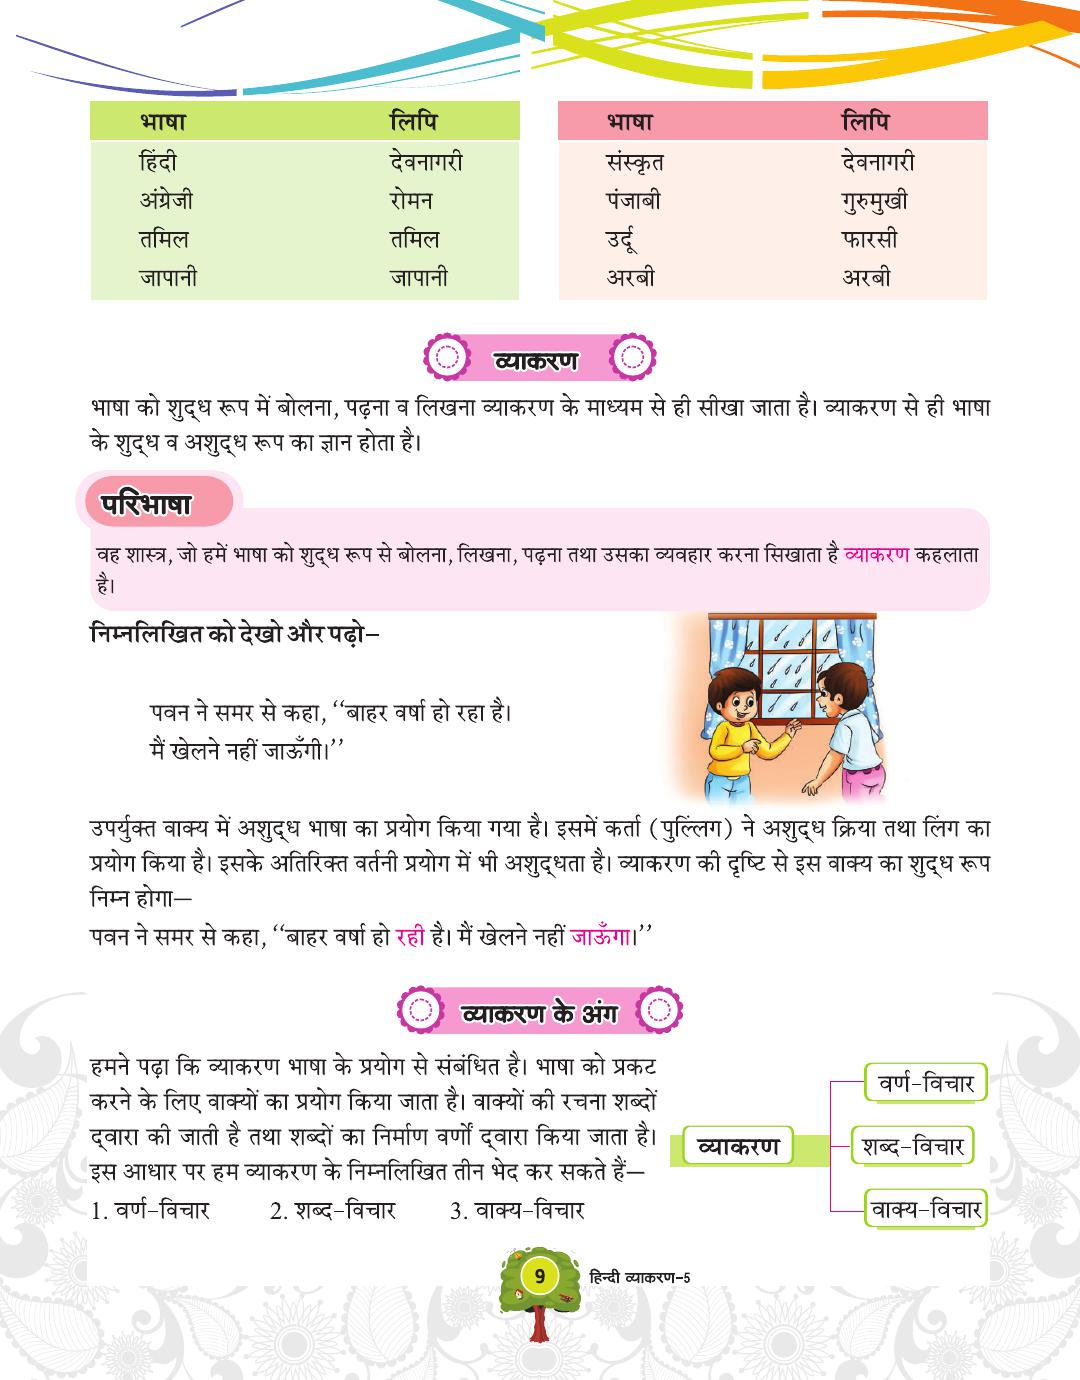 भाषा लिपि
हिंदी देवनागरी
अंग्रेजी रोमन
तमिल तमिल
जापानी जापानी
भाषा लिपि
संस्कृत देवनागरी
पंजाबी गुरुमुखी
उर्दू फारसी
अरबी अरबी
व्याकरण
भाषा को शुद्ध रूप में बोलना, पढ़ना व लिखना व्याकरण के माध्यम से ही सीखा जाता है। व्याकरण से ही भाषा
के शुद्ध व अशुद्ध रूप का ज्ञान होता है।
परिभाषा
वह शास्त्र, जो हमें भाषा को शुद्ध रूप से बोलना, लिखना, पढ़ना तथा उसका व्यवहार करना सिखाता है व्याकरण कहलाता
है।
निम्नलिखित को देखो और पढ़ो–
पवन ने समर से कहा, ‘‘बाहर वर्षा हो रहा है।
मैं खेलने नहीं जाऊँगी।’’
उपर्युक्त वाक्य में अशुद्ध भाषा का प्रयोग किया गया है। इसमें कर्ता (पुल्लिंग) ने अशुद्ध क्रिया तथा लिंग का
प्रयोग किया है। इसके अतिरिक्त वर्तनी प्रयोग में भी अशुद्धता है। व्याकरण की दृष्टि से इस वाक्य का शुद्ध रूप
निम्न होगा—
पवन ने समर से कहा, ‘‘बाहर वर्षा हो रही है। मैं खेलने नहीं जाऊँगा।’’
व्याकरण के अंग
हमने पढ़ा कि व्याकरण भाषा के प्रयोग से संबंधित है। भाषा को प्रकट
करने के लिए वाक्यों का प्रयोग किया जाता है। वाक्यों की रचना शब्दों
द्वारा की जाती है तथा शब्दों का निर्माण वर्णों द्वारा किया जाता है।
इस आधार पर हम व्याकरण के निम्नलिखित तीन भेद कर सकते हैं—
1. वर्ण-विचार 2. शब्द-विचार 3. वाक्य-विचार
व्याकरण
वर्ण-विचार
शब्द-विचार
वाक्य-विचार
9 हिन्दी व्याकरण-5